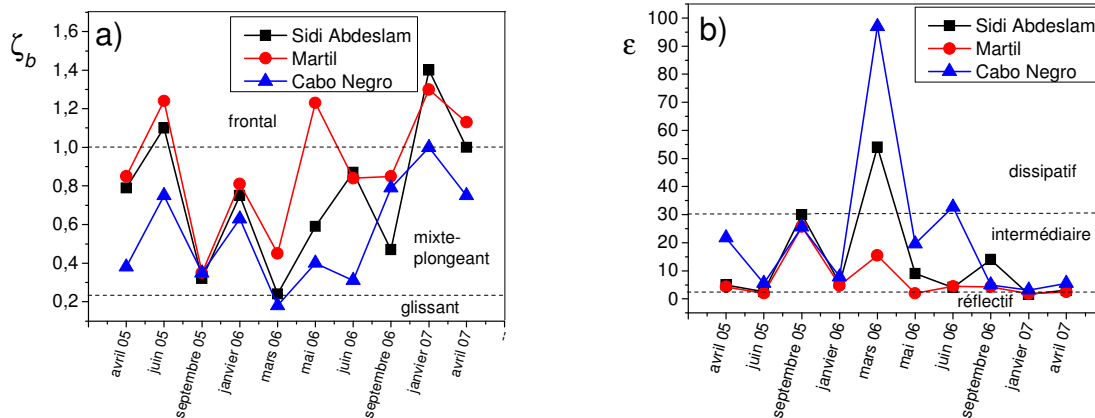 a)
ζb
1,6
1,4
1,2
1,0
0,8
0,6
0,4
0,2
Sidi Abdeslam
Martil
Cabo Negro
frontal
mixte-
plongeant
glissant
avril 05
juin 05
septembre 05
janvier 06
mars 06
mai 06
juin 06
septembre 06
janvier 07
avril 07
--
b)
ε
100
90
80
70
60
50
40
30
20
10
0
Sidi Abdeslam
Martil
Cabo Negro
dissipatif
intermédiaire
réflectif
avril 05
juin 05
septembre 05
janvier 06
mars 06
mai 06
juin 06
septembre 06
janvier 07
avril 07